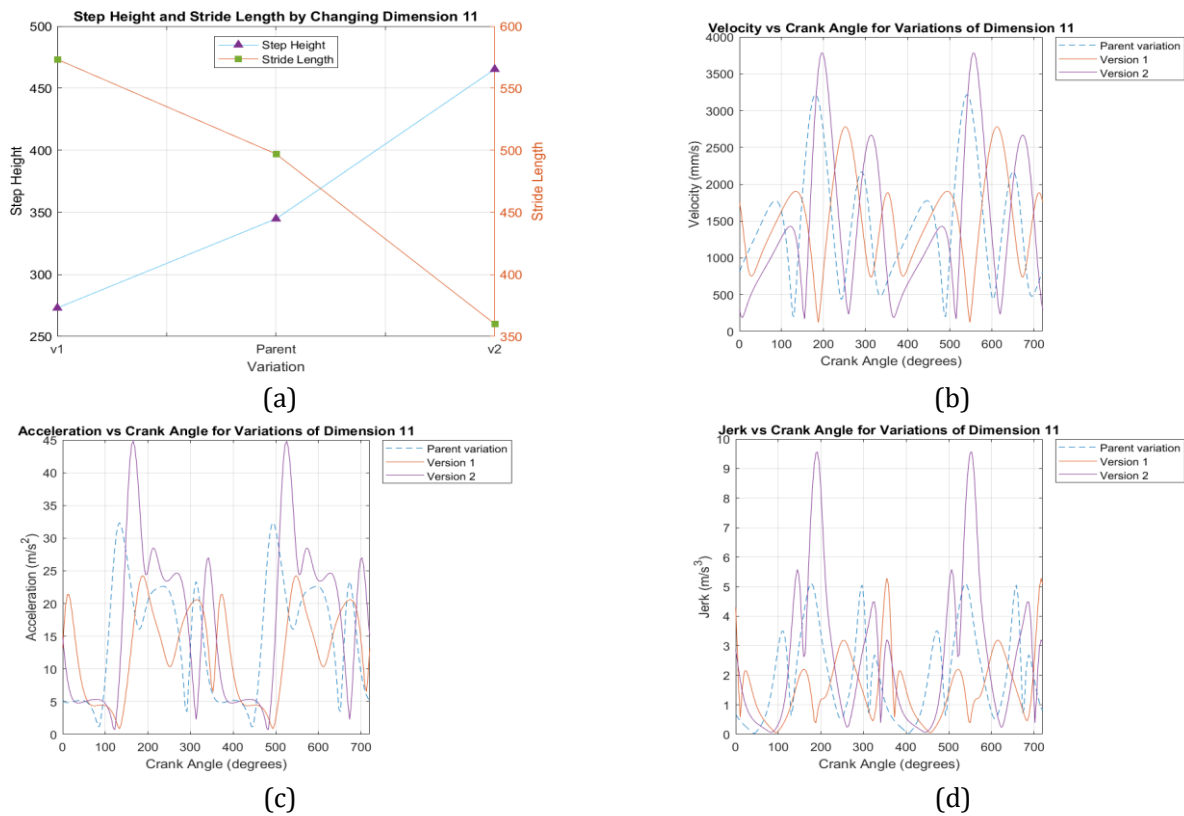 Step Height and Stride Length by Changing Dimension 11
500
450
400
350
300
250
Step Height
600
550
500
450
400
350
Stride Length
Step Height
Stride Length
v1
Parent
v2
Variation
(a)
Velocity vs Crank Angle for Variations of Dimension 11
4000
3500
3000
2500
2000
1500
1000
500
0
Velocity (mm/s)
0 100 200 300 400 500 600 700
Crank Angle (degrees)
Parent variation
Version 1
Version 2
(b)
Acceleration vs Crank Angle for Variations of Dimension 11
45
40
35
30
25
20
15
10
5
0
Acceleration (m/s²)
0 100 200 300 400 500 600 700
Crank Angle (degrees)
Parent variation
Version 1
Version 2
(c)
Jerk vs Crank Angle for Variations of Dimension 11
10
9
8
7
6
5
4
3
2
1
0
Jerk (m/s³)
0 100 200 300 400 500 600 700
Crank Angle (degrees)
Parent variation
Version 1
Version 2
(d)